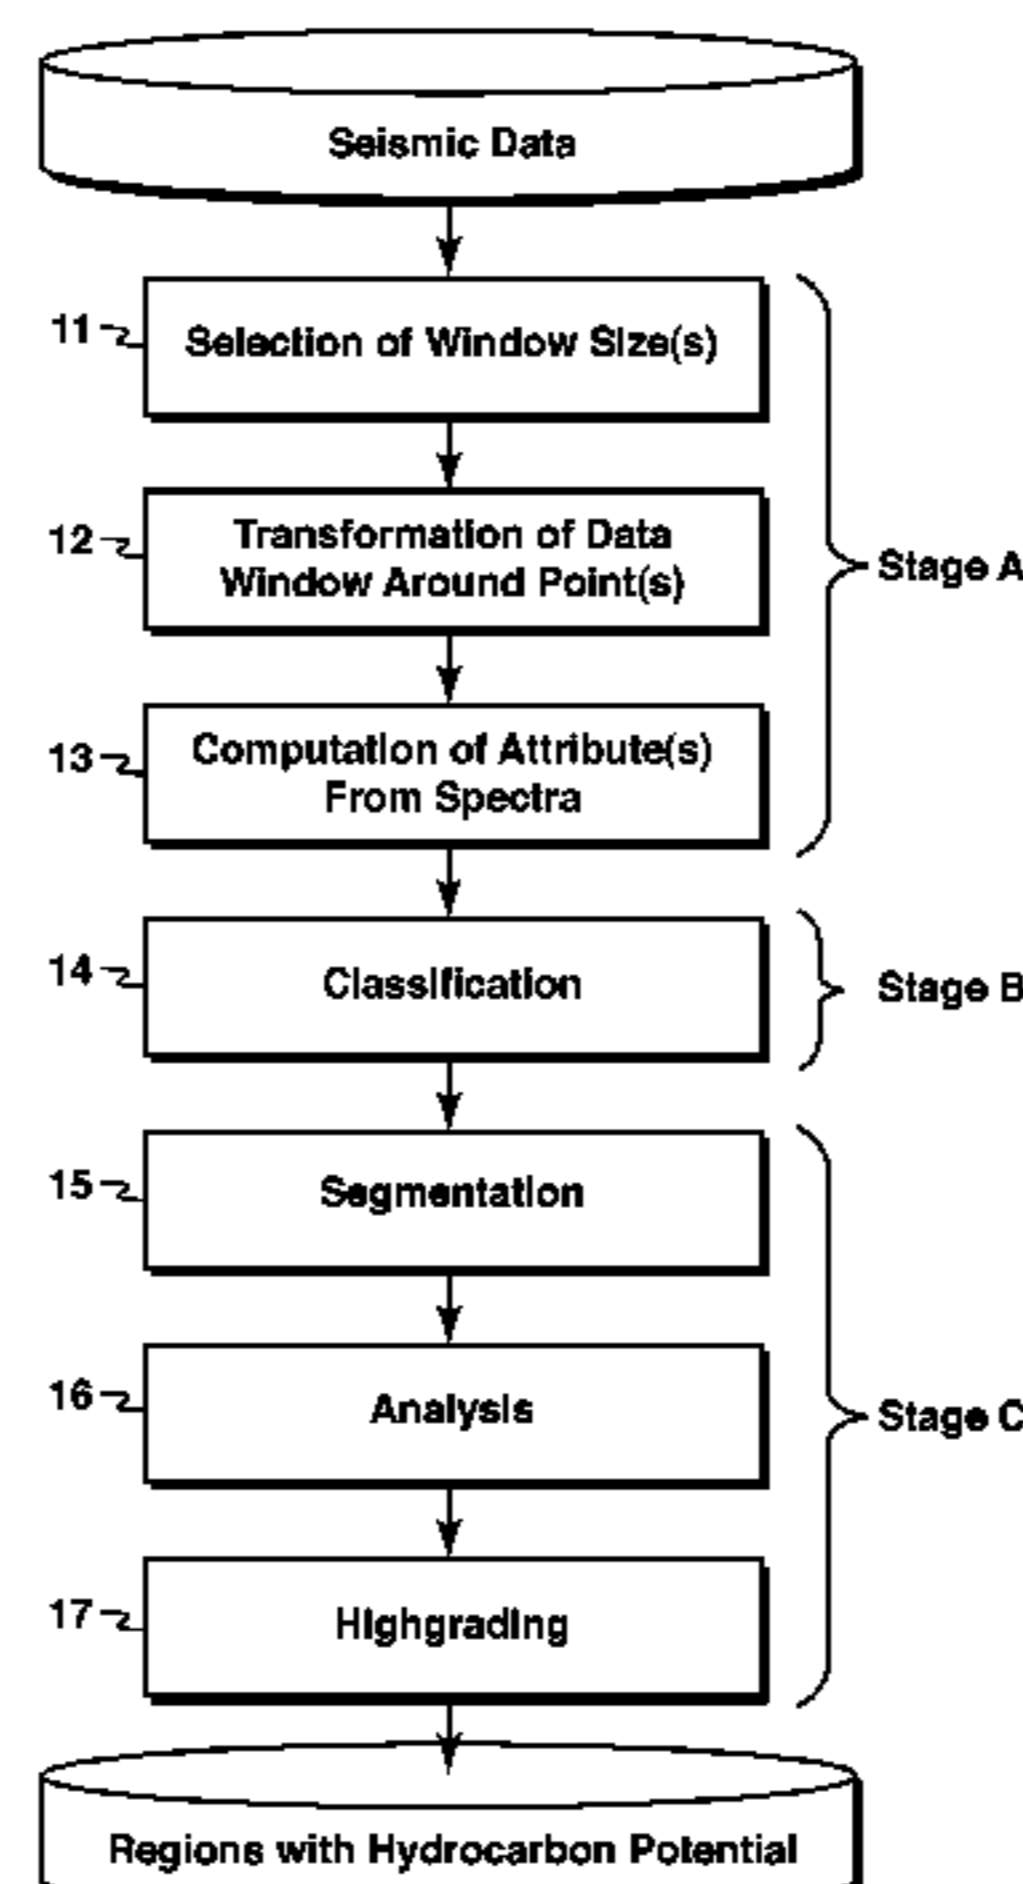 Seismic Data
11
Selection of Window Size(s)
12
Transformation of Data
Window Around Point(s)
Stage A
13
Computation of Attribute(s)
From Spectra
14
Classification
Stage B
15
Segmentation
16
Analysis
Stage C
17
Highgrading
Regions with Hydrocarbon Potential